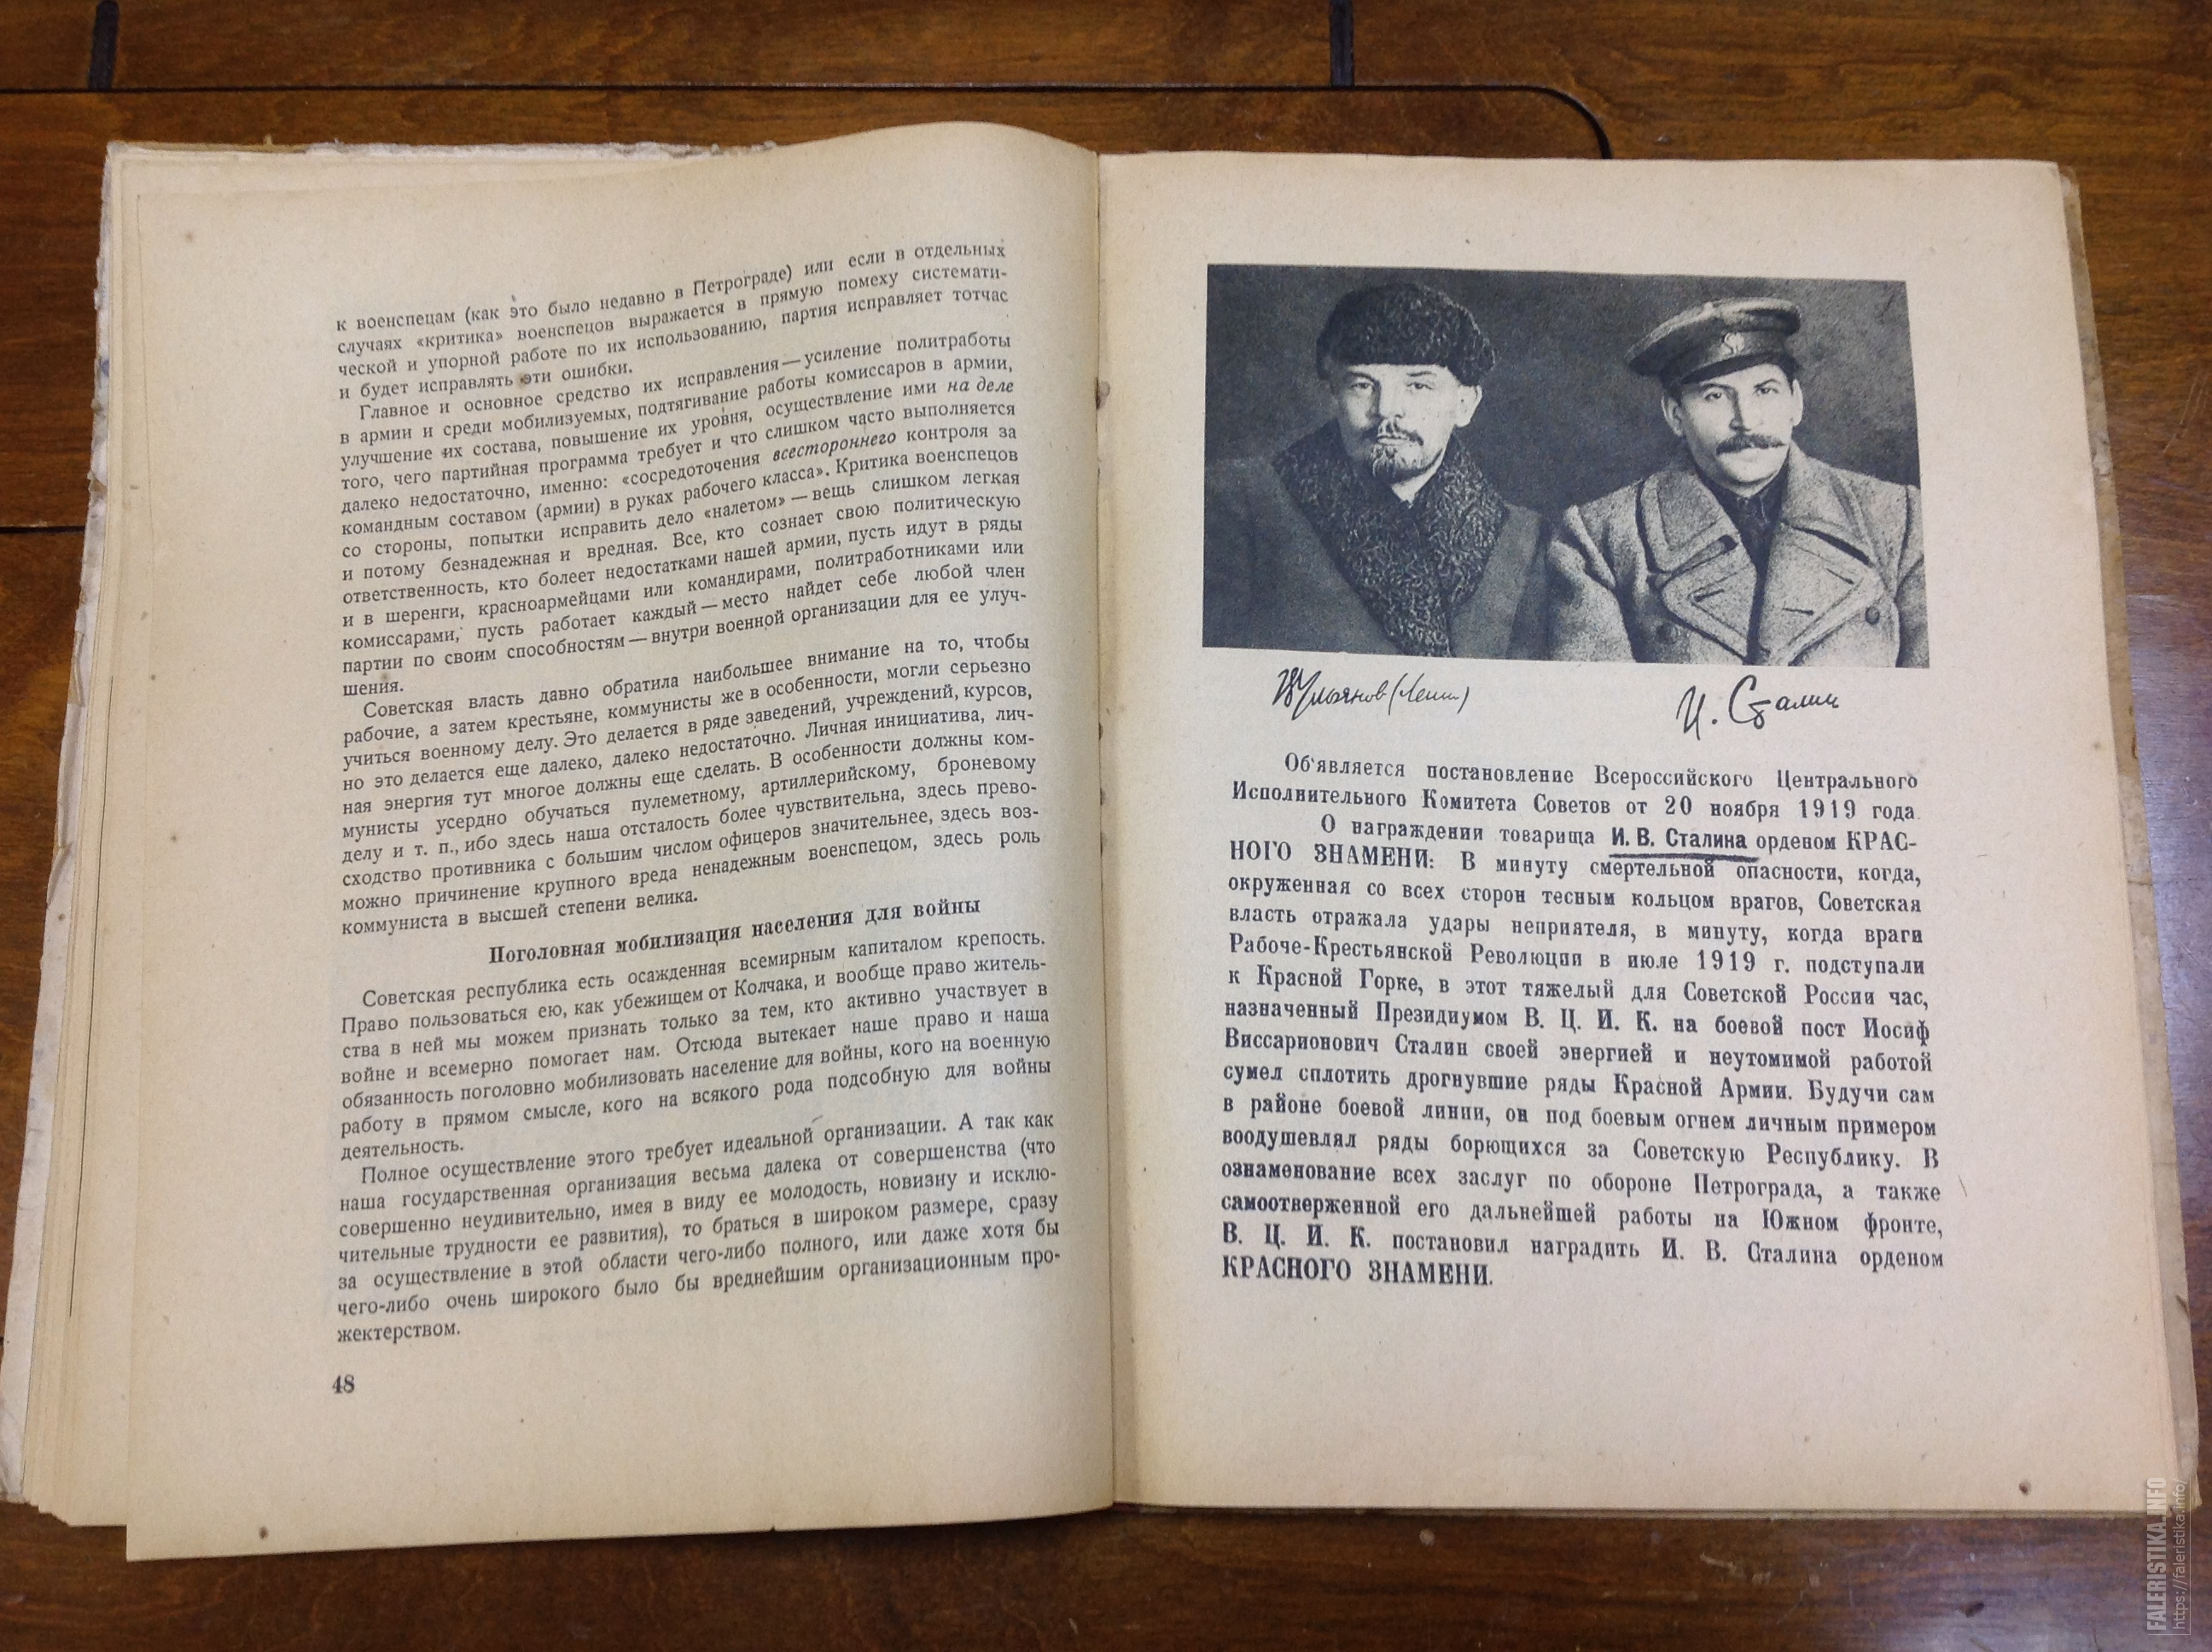 к военспецам (как это было недавно в Петрограде) или если в отдельных
случаях «критика» военспецов выражается в прямую помеху системати-
ческой и упорной работе по их использованию, партия исправляет тотчас
и будет исправлять эти ошибки.
Главное и основное средство их исправления — усиление политработы
в армии и среди мобилизуемых, подтягивание работы комиссаров в армии,
улучшение их состава, повышение их уровня, осуществление ими на деле
того, чего партийная программа требует и что слишком часто выполняется
далеко недостаточно, именно: «сосредоточения всестороннего контроля за
командным составом (армии) в руках рабочего класса». Критика военспецов
со стороны, попытки исправить дело «налетом» — вещь слишком легкая
и потому безнадежная и вредная. Все, кто сознает свою политическую
ответственность, кто болеет недостатками нашей армии, пусть идут в ряды
и в шеренги, красноармейцами или командирами, политработниками или
комиссарами, пусть работает каждый — место найдет себе любой член
партии по своим способностям — внутри военной организации для ее улуч-
шения.
Советская власть давно обратила наибольшее внимание на то, чтобы
рабочие, а затем крестьяне, коммунисты же в особенности, могли серьезно
учиться военному делу. Это делается в ряде заведений, учреждений, курсов,
но это делается еще далеко, далеко недостаточно. Личная инициатива, лич-
ная энергия тут многое должны еще сделать. В особенности должны ком-
мунисты усердно обучаться пулеметному, артиллерийскому, броневому
делу и т. п., ибо здесь наша отсталость более чувствительна, здесь прево-
сходство противника с большим числом офицеров значительнее, здесь воз-
можно причинение крупного вреда ненадежным военспецом, здесь роль
коммуниста в высшей степени велика.
Поголовная мобилизация населения для войны
Советская республика есть осажденная всемирным капиталом крепость.
Право пользоваться ею, как убежищем от Колчака, и вообще право житель-
ства в ней мы можем признать только за тем, кто активно участвует в
войне и всемерно помогает нам. Отсюда вытекает наше право и наша
обязанность поголовно мобилизовать население для войны, кого на военную
работу в прямом смысле, кого на всякого рода подсобную для войны
деятельность.
Полное осуществление этого требует идеальной организации. А так как
наша государственная организация весьма далека от совершенства (что
совершенно неудивительно, имея в виду ее молодость, новизну и исклю-
чительные трудности ее развития), то браться в широком размере, сразу
за осуществление в этой области чего-либо полного, или даже хотя бы
чего-либо очень широкого было бы вреднейшим организационным про-
жектерством.
48
В Ульянов (Ленин)
И. Сталин
Об'является постановление Всероссийского Центрального
Исполнительного Комитета Советов от 20 ноября 1919 года
О награждении товарища И. В. Сталина орденом КРАС-
НОГО ЗНАМЕНИ: В минуту смертельной опасности, когда,
окруженная со всех сторон тесным кольцом врагов, Советская
власть отражала удары неприятеля, в минуту, когда враги
Рабоче-Крестьянской Революции в июле 1919 г. подступали
к Красной Горке, в этот тяжелый для Советской России час,
назначенный Президиумом В. Ц. И. К. на боевой пост Иосиф
Виссарионович Сталин своей энергией и неутомимой работой
сумел сплотить дрогнувшие ряды Красной Армии. Будучи сам
в районе боевой линии, он под боевым огнем личным примером
воодушевлял ряды борющихся за Советскую Республику. В
ознаменование всех заслуг по обороне Петрограда, а также
самоотверженной его дальнейшей работы на Южном фронте,
В. Ц. И. К. постановил наградить И. В. Сталина орденом
КРАСНОГО ЗНАМЕНИ.
FALERISTIKA.INFO
https://faleristika.info/